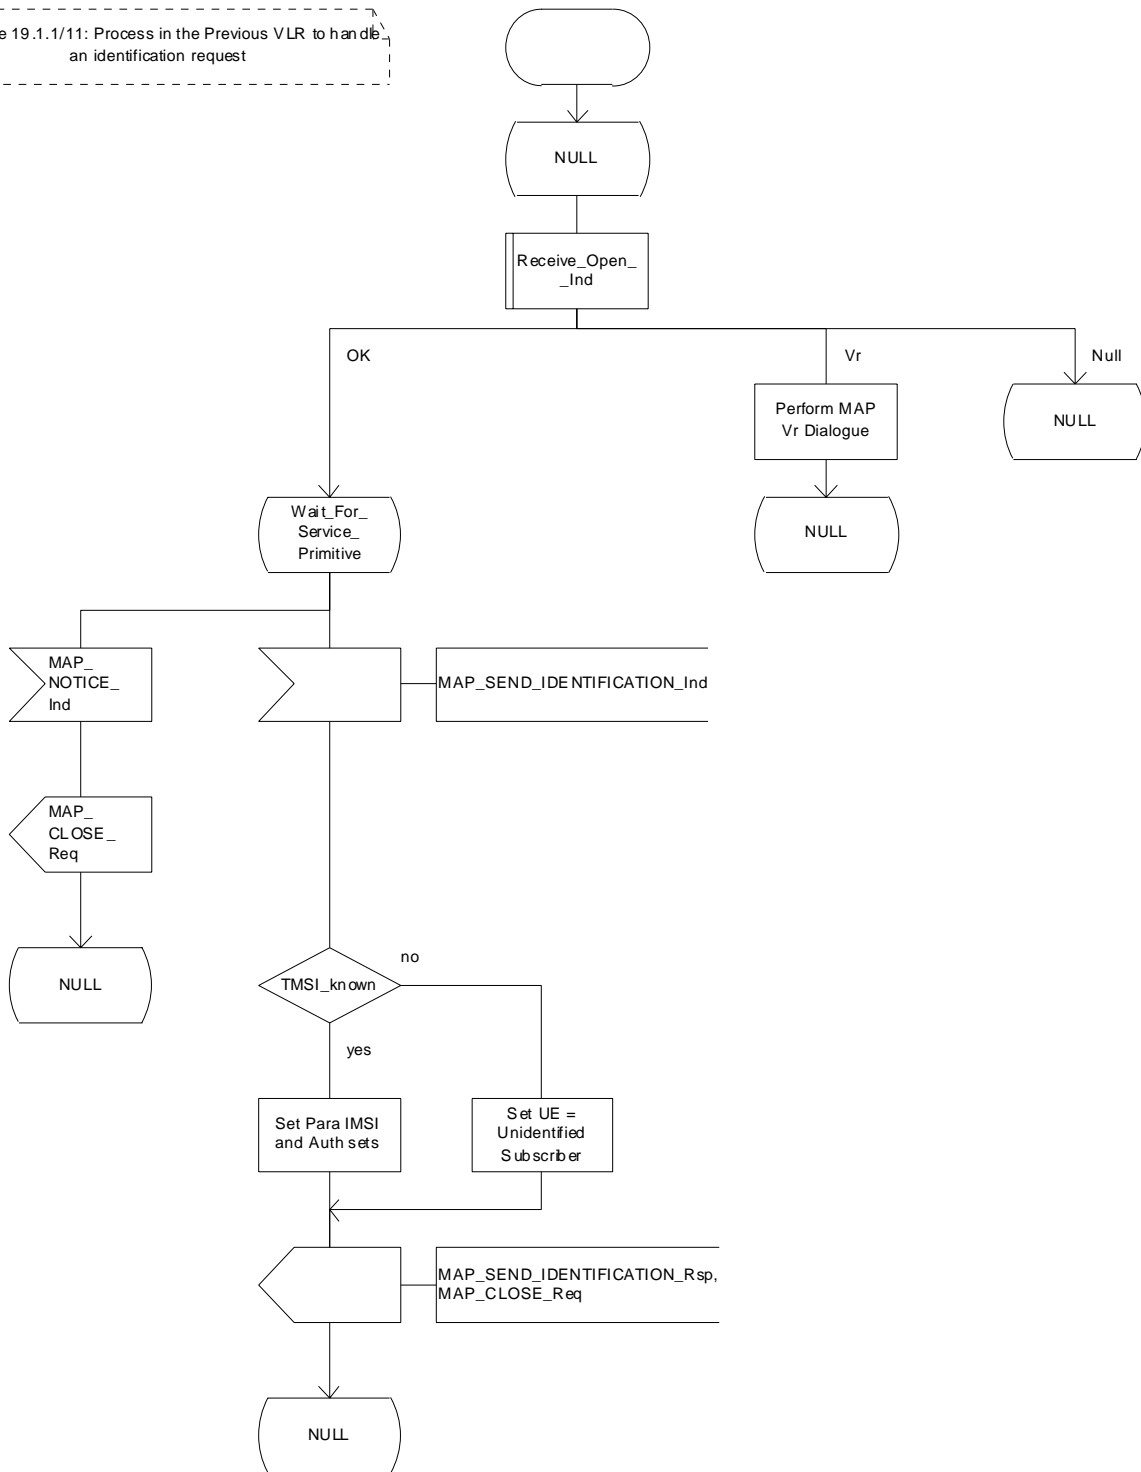 e 19.1.1/11: Process in the Previous VLR to handle
an identification request
NULL
Receive_Open_
_Ind
OK
Vr
Null
Perform MAP
Vr Dialogue
NULL
NULL
Wait_For_
Service_
Primitive
MAP_
NOTICE_
Ind
MAP_SEND_IDENTIFICATION_Ind
MAP_
CLOSE_
Req
NULL
TMSI_known
no
yes
Set Para IMSI
and Auth sets
Set UE =
Unidentified
Subscriber
MAP_SEND_IDENTIFICATION_Rsp,
MAP_CLOSE_Req
NULL